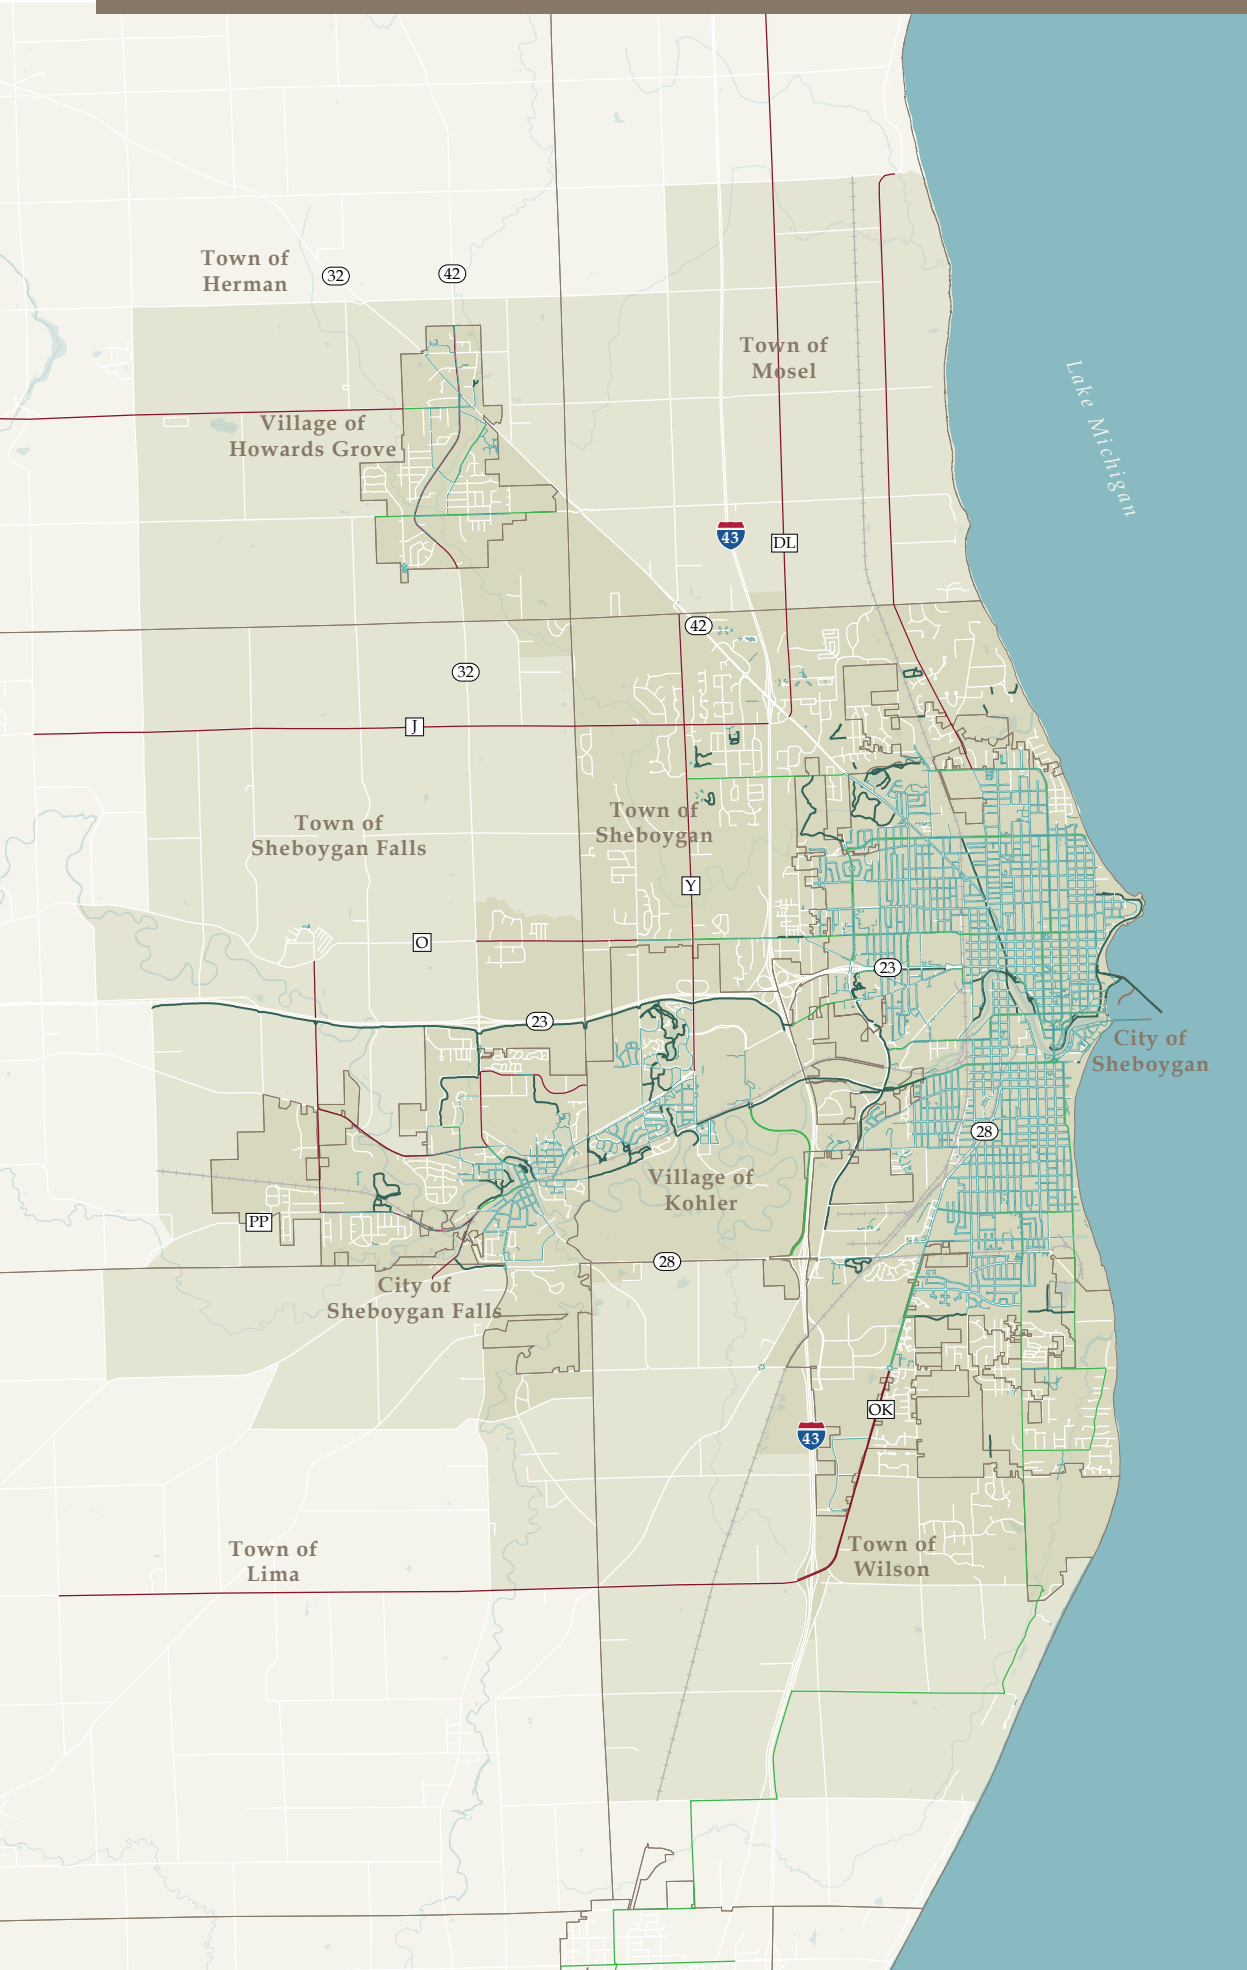 Town of
Herman
32
42
Town of
Mosel
Lake Michigan
Village of
Howards Grove
43
DL
42
32
J
Town of
Sheboygan Falls
Town of
Sheboygan
Y
O
23
23
City of
Sheboygan
28
Village of
Kohler
PP
28
City of
Sheboygan Falls
OK
43
Town of
Lima
Town of
Wilson